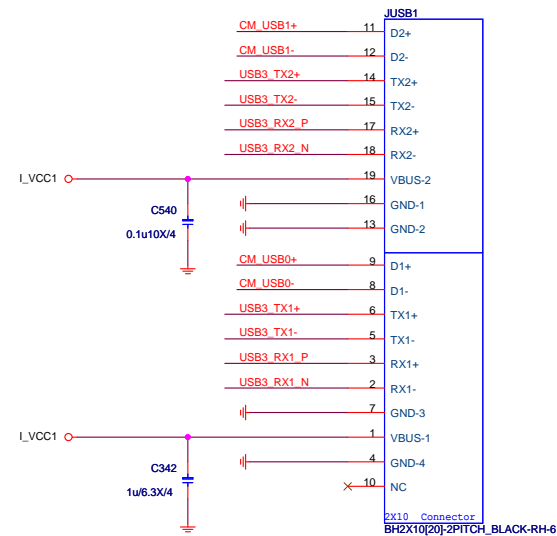 JUSB1
CM_USB1+ 11 D2+
CM_USB1- 12 D2-
USB3_TX2+ 14 TX2+
USB3_TX2- 15 TX2-
USB3_RX2_P 17 RX2+
USB3_RX2_N 18 RX2-
I_VCC1 19 VBUS-2
16 GND-1
C540
13 GND-2
0.1u10X/4
CM_USB0+ 9 D1+
CM_USB0- 8 D1-
USB3_TX1+ 6 TX1+
USB3_TX1- 5 TX1-
USB3_RX1_P 3 RX1+
USB3_RX1_N 2 RX1-
7 GND-3
I_VCC1 1 VBUS-1
4 GND-4
C342
10 NC
1u/6.3X/4
2X10 Connector
BH2X10[20]-2PITCH_BLACK-RH-6